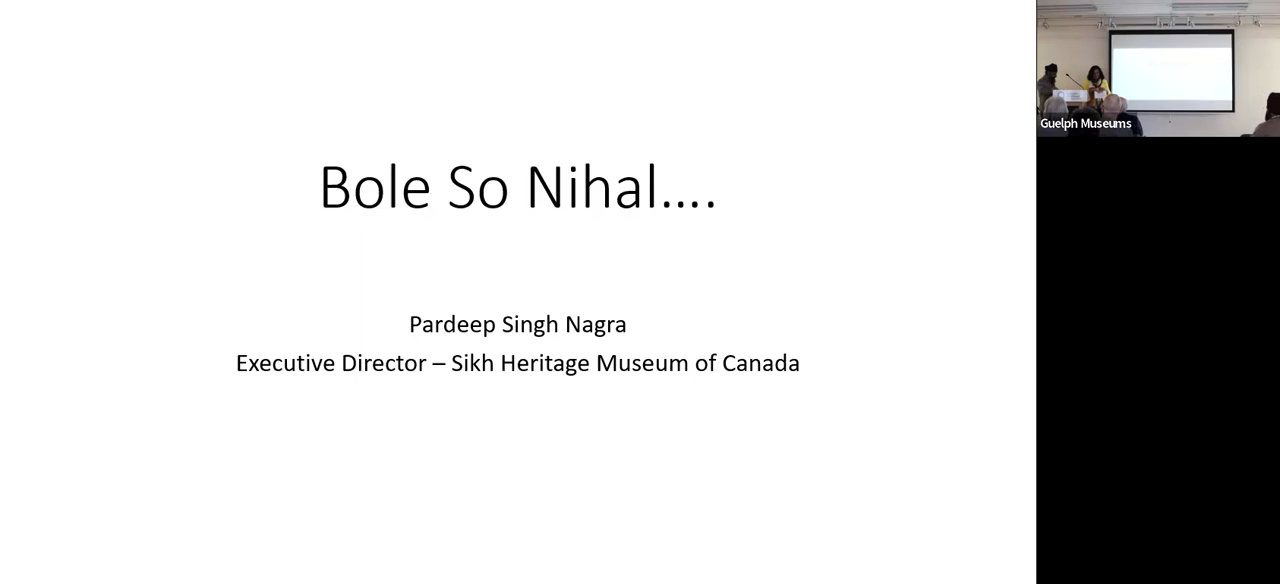 Bole So Nihal....
Pardeep Singh Nagra
Executive Director – Sikh Heritage Museum of Canada
Guelph Museums